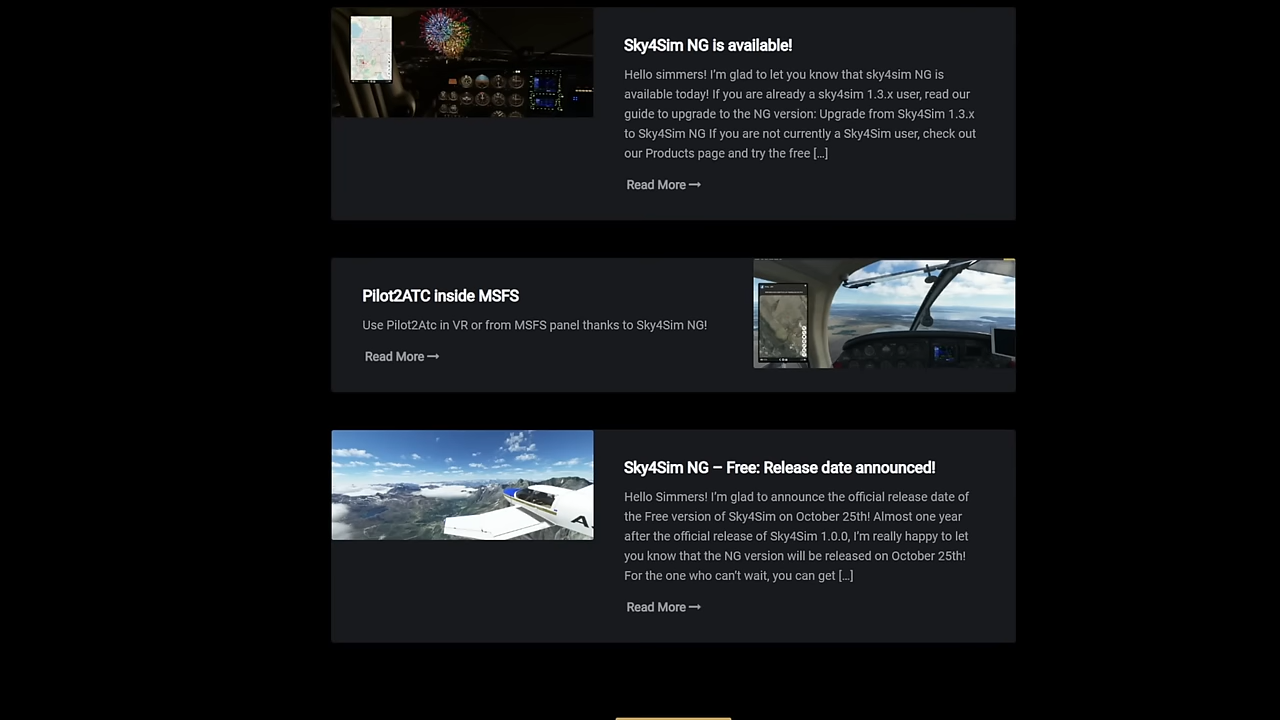 Sky4Sim NG is available!
Hello simmers! I'm glad to let you know that sky4sim NG is
available today! If you are already a sky4sim 1.3.x user, read our
guide to upgrade to the NG version: Upgrade from Sky4Sim 1.3.x
to Sky4Sim NG If you are not currently a Sky4Sim user, check out
our Products page and try the free […]
Read More
Pilot2ATC inside MSFS
Use Pilot2Atc in VR or from MSFS panel thanks to Sky4Sim NG!
Read More
Sky4Sim NG – Free: Release date announced!
Hello Simmers! I'm glad to announce the official release date of
the Free version of Sky4Sim on October 25th! Almost one year
after the official release of Sky4Sim 1.0.0, I'm really happy to let
you know that the NG version will be released on October 25th!
For the one who can't wait, you can get […]
Read More